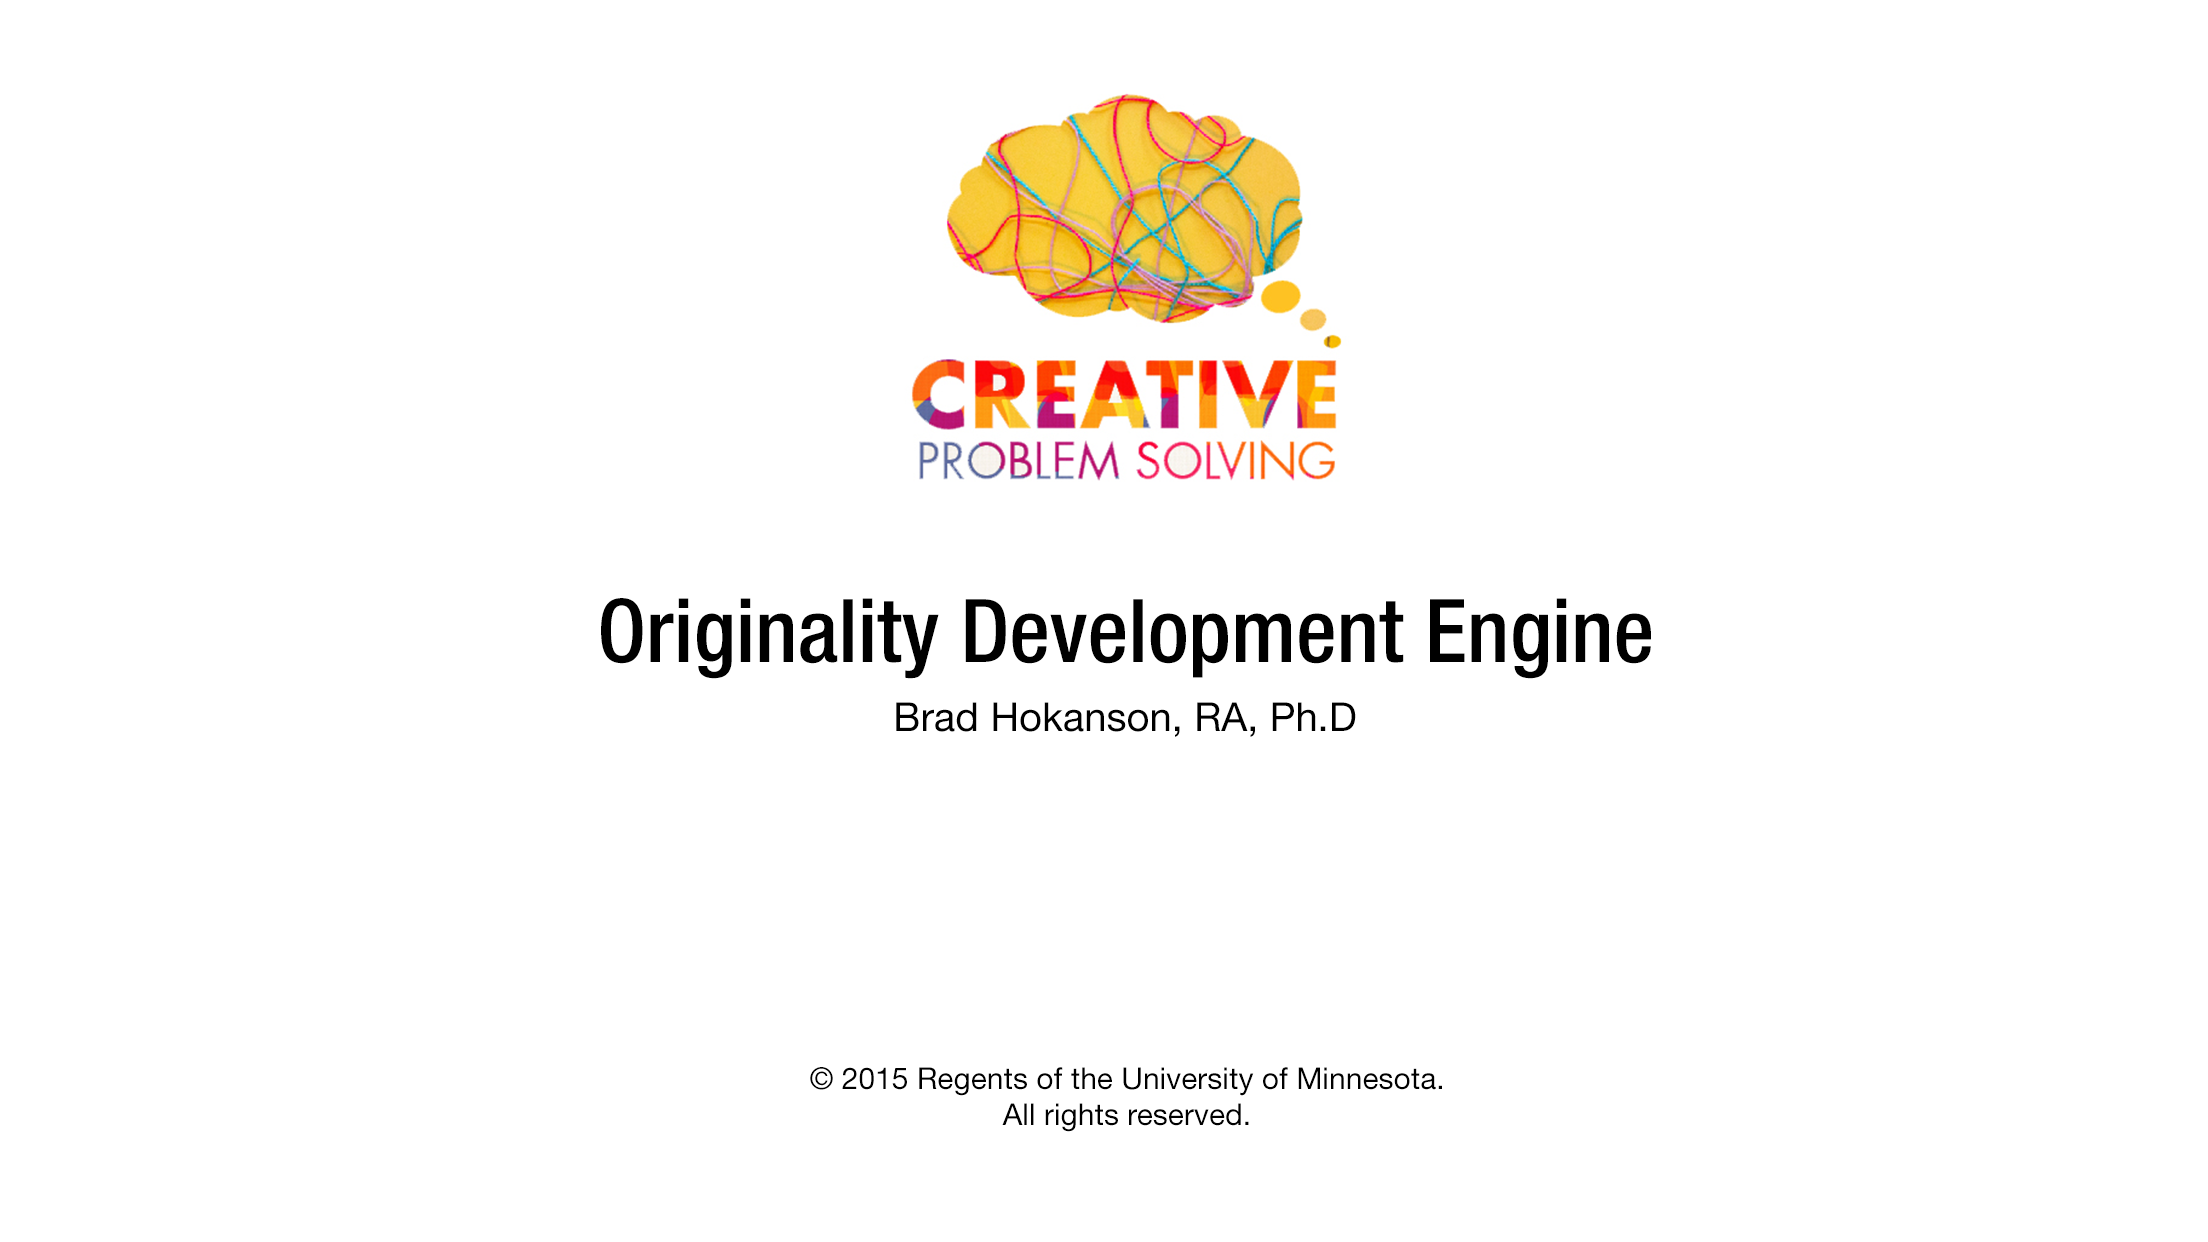 CREATIVE
PROBLEM SOLVING
Originality Development Engine
Brad Hokanson, RA, Ph.D
© 2015 Regents of the University of Minnesota.
All rights reserved.